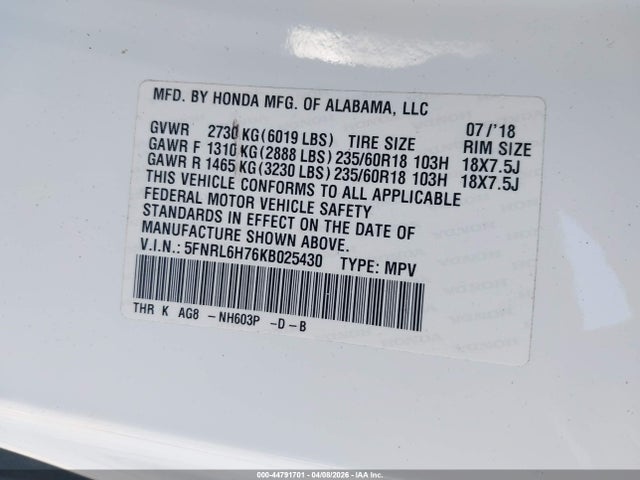 MFD. BY HONDA MFG. OF ALABAMA, LLC
07 /'18
GVWR 2730 KG(6019 LBS) TIRE SIZE RIM SIZE
GAWR F 1310 KG(2888 LBS) 235/60R18 103H 18X7.5J
GAWR R 1465 KG(3230 LBS) 235/60R18 103H 18X7.5J
THIS VEHICLE CONFORMS TO ALL APPLICABLE
FEDERAL MOTOR VEHICLE SAFETY
STANDARDS IN EFFECT ON THE DATE OF
MANUFACTURE SHOWN ABOVE.
V.I.N.: 5FNRL6H76KB025430 TYPE: MPV
THR K AG8 -NH603P -D-B
000-44791701 - 04/08/2026 - IAA Inc.